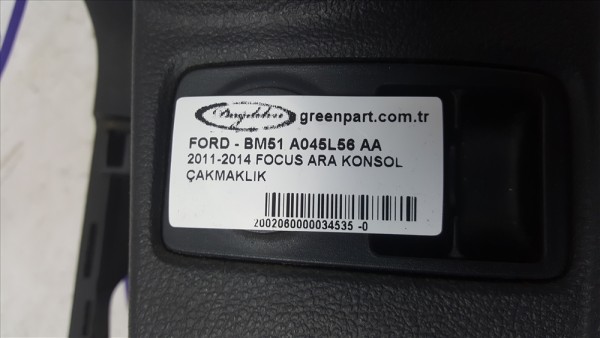 greenpart.com.tr
FORD - BM51 A045L56 AA
2011-2014 FOCUS ARA KONSOL
ÇAKMAKLIK
2002060000034535 -0